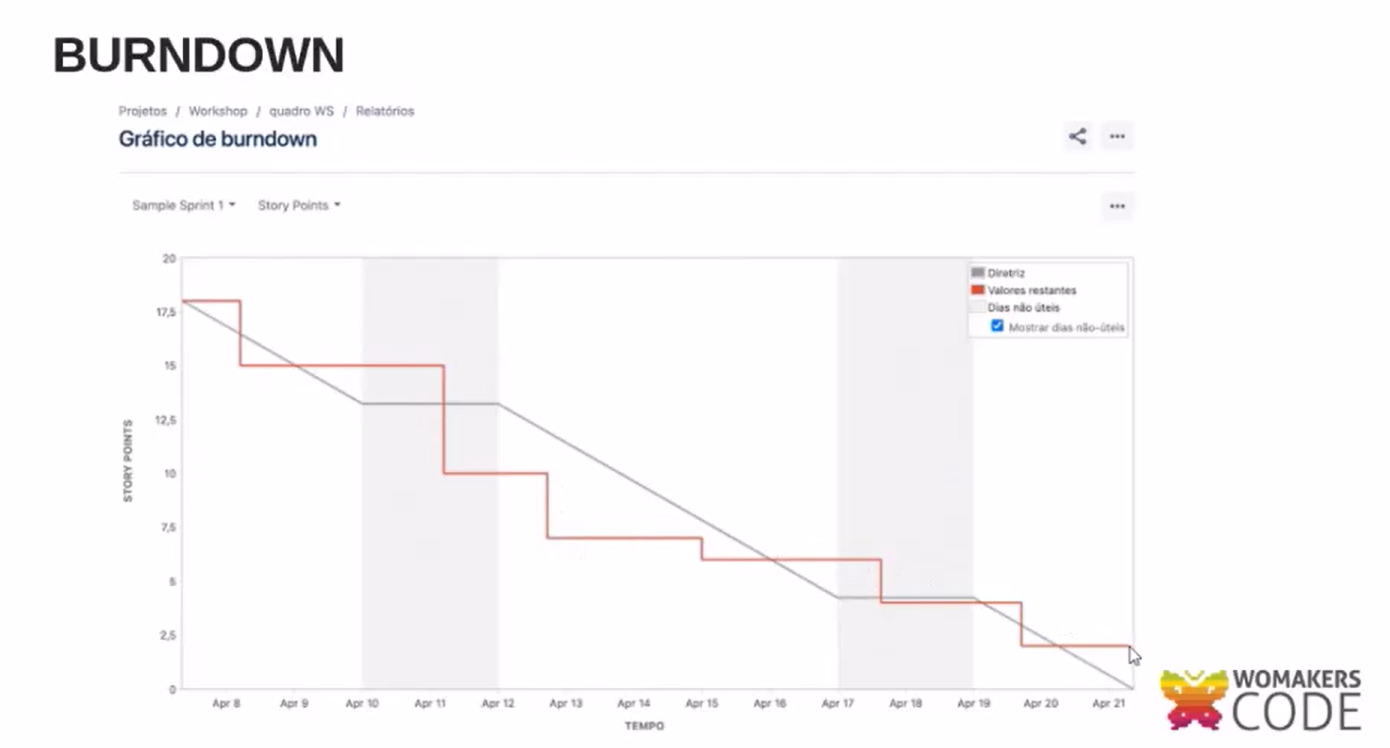 BURNDOWN
Projetos / Workshop / quadro WS / Relatórios
Gráfico de burndown
Sample Sprint 1 Story Points
20
17,5
15
12,5
10
7,5
5
2,5
0
STORY POINTS
Diretriz
Valores restantes
Dias não úteis
Mostrar dias não-úteis
Apr 8 Apr 9 Apr 10 Apr 11 Apr 12 Apr 13 Apr 14 Apr 15 Apr 16 Apr 17 Apr 18 Apr 19 Apr 20 Apr 21
TEMPO
WOMAKERS
CODE